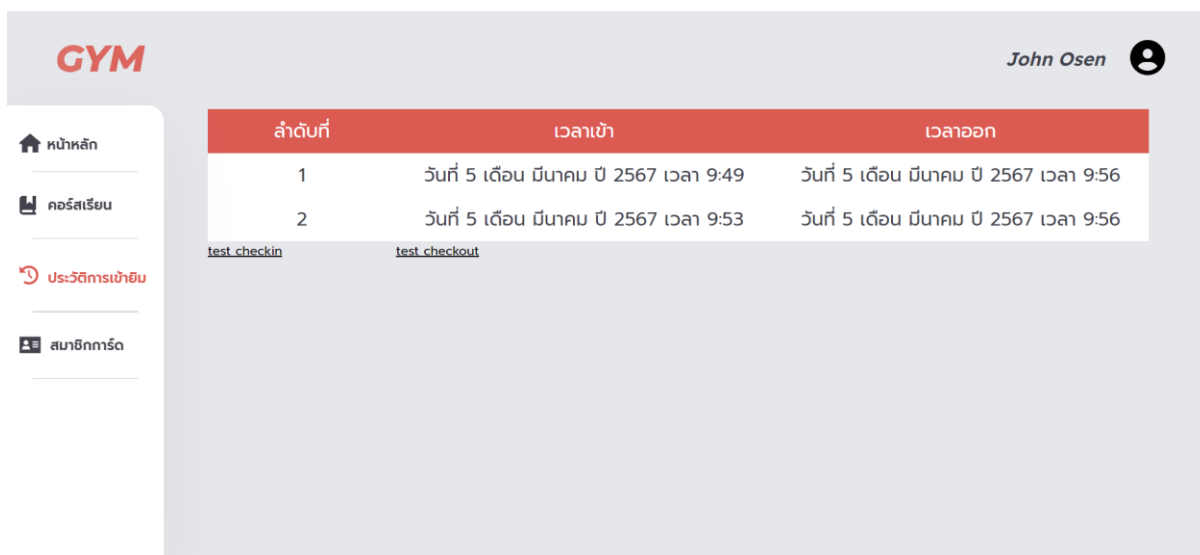 GYM
John Osen
หน้าหลัก
คอร์สเรียน
ประวัติการเข้ายิม
สมาชิกการ์ด
ลำดับที่ เวลาเข้า เวลาออก
1 วันที่ 5 เดือน มีนาคม ปี 2567 เวลา 9:49 วันที่ 5 เดือน มีนาคม ปี 2567 เวลา 9:56
2 วันที่ 5 เดือน มีนาคม ปี 2567 เวลา 9:53 วันที่ 5 เดือน มีนาคม ปี 2567 เวลา 9:56
test checkin test checkout